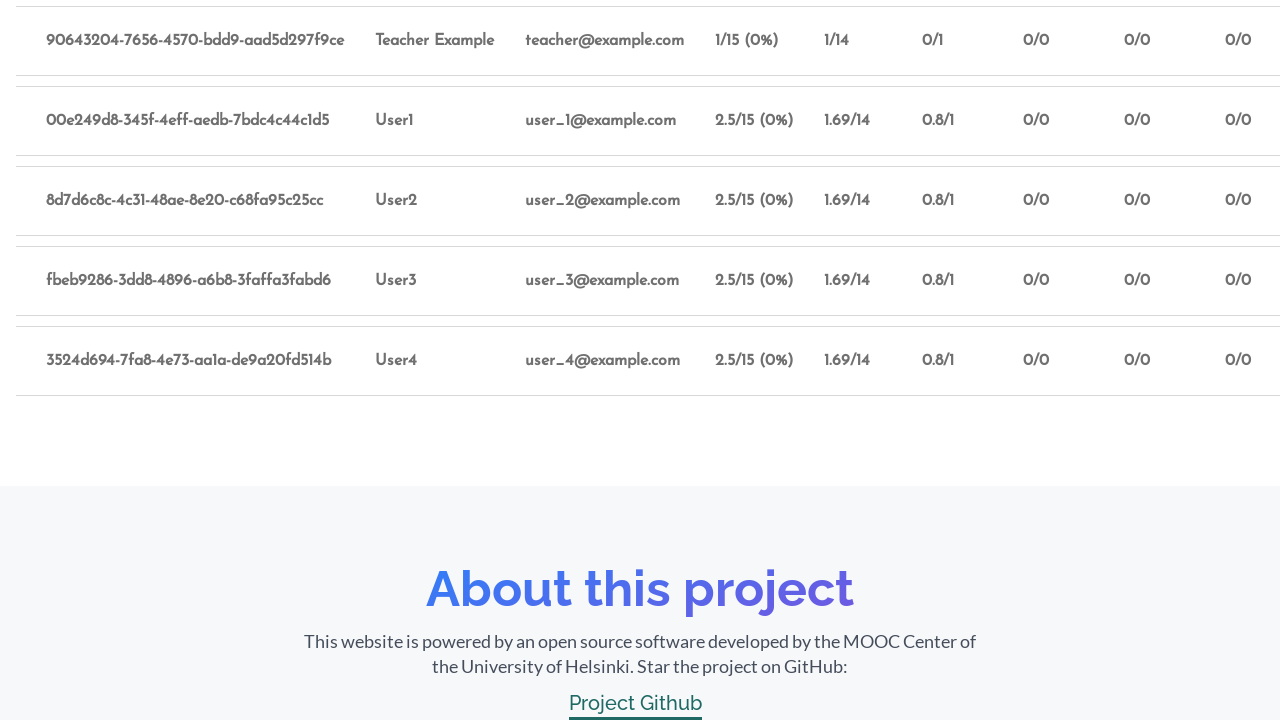 90643204-7656-4570-bdd9-aad5d297f9ce Teacher Example teacher@example.com 1/15 (0%) 1/14 0/1 0/0 0/0 0/0
00e249d8-345f-4eff-aedb-7bdc4c44c1d5 User1 user_1@example.com 2.5/15 (0%) 1.69/14 0.8/1 0/0 0/0 0/0
8d7d6c8c-4c31-48ae-8e20-c68fa95c25cc User2 user_2@example.com 2.5/15 (0%) 1.69/14 0.8/1 0/0 0/0 0/0
fbeb9286-3dd8-4896-a6b8-3faffa3fabd6 User3 user_3@example.com 2.5/15 (0%) 1.69/14 0.8/1 0/0 0/0 0/0
3524d694-7fa8-4e73-aa1a-de9a20fd514b User4 user_4@example.com 2.5/15 (0%) 1.69/14 0.8/1 0/0 0/0 0/0
About this project
This website is powered by an open source software developed by the MOOC Center of
the University of Helsinki. Star the project on GitHub:
Project Github